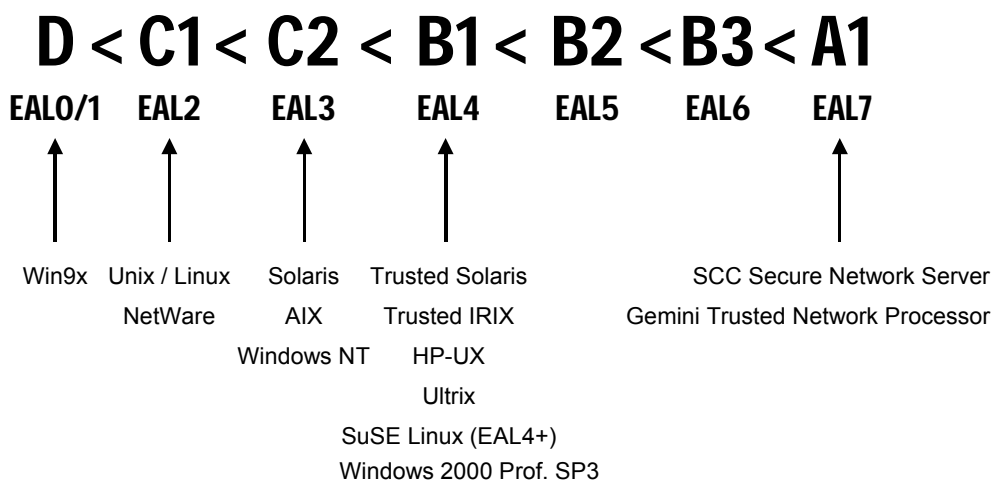 D < C1 < C2 < B1 < B2 < B3 < A1
EAL0/1 EAL2 EAL3 EAL4 EAL5 EAL6 EAL7
Win9x Unix / Linux Solaris Trusted Solaris SCC Secure Network Server
NetWare AIX Trusted IRIX Gemini Trusted Network Processor
Windows NT HP-UX
Ultrix
SuSE Linux (EAL4+)
Windows 2000 Prof. SP3